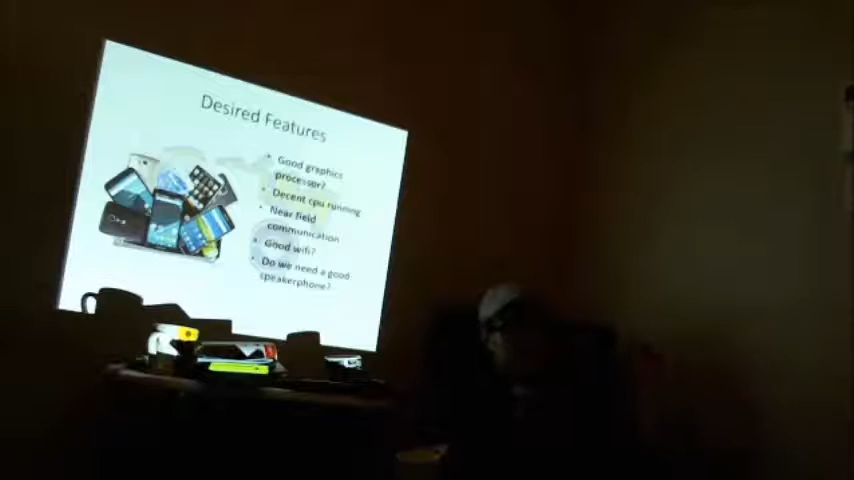 Desired Features
Good graphics
processor?
Decent cpu running
Near field
communication
Good wifi?
Do we need a good
speakerphone?